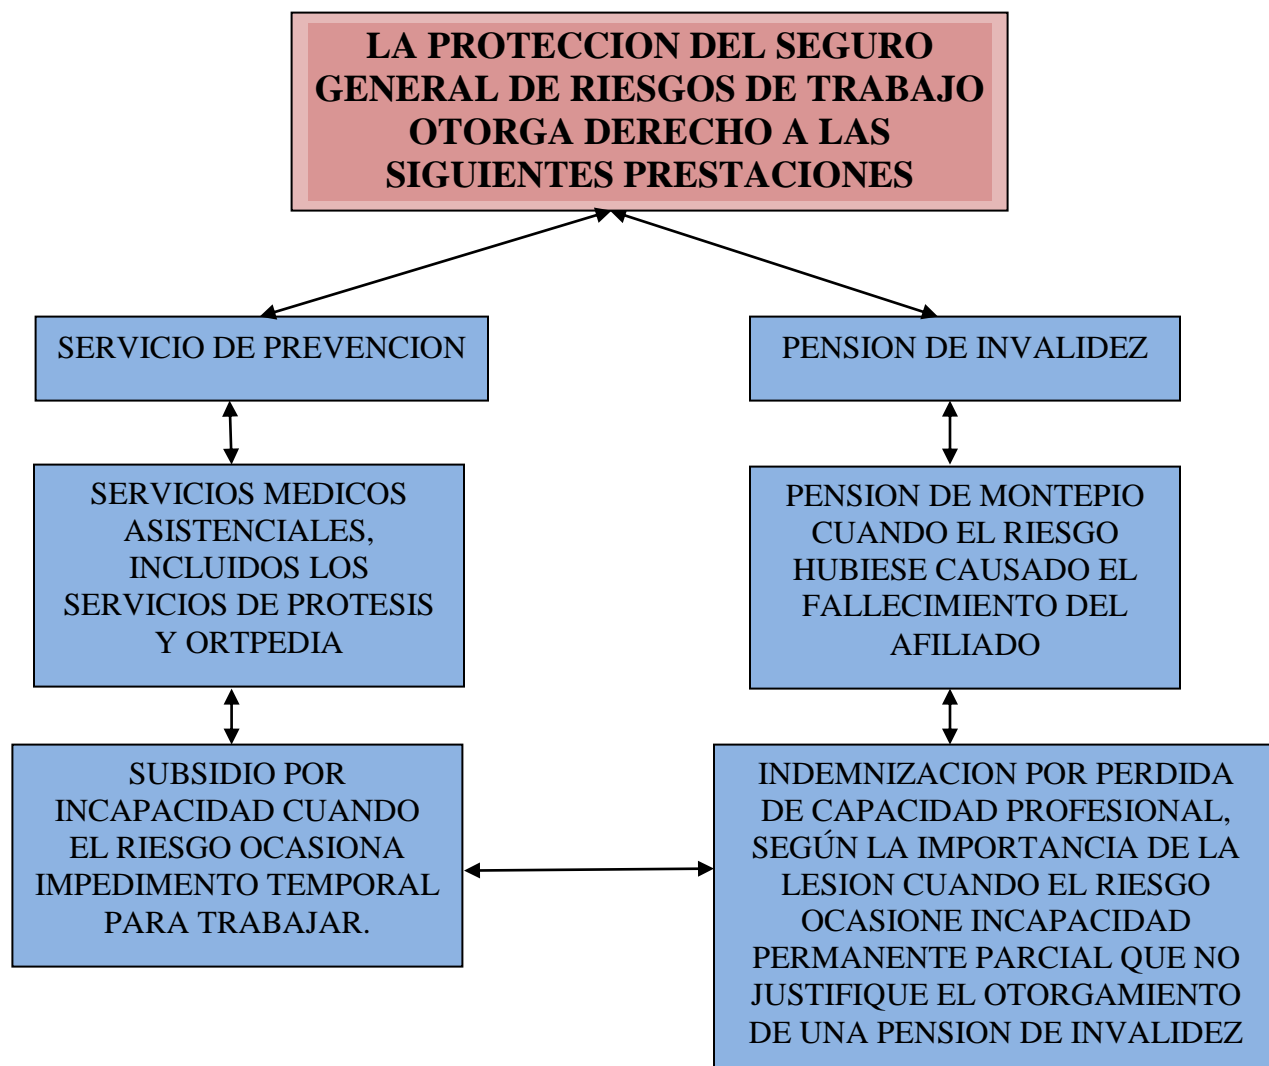 LA PROTECCION DEL SEGURO
GENERAL DE RIESGOS DE TRABAJO
OTORGA DERECHO A LAS
SIGUIENTES PRESTACIONES
SERVICIO DE PREVENCION
PENSION DE INVALIDEZ
SERVICIOS MEDICOS
ASISTENCIALES,
INCLUIDOS LOS
SERVICIOS DE PROTESIS
Y ORTPEDIA
PENSION DE MONTEPIO
CUANDO EL RIESGO
HUBIESE CAUSADO EL
FALLECIMIENTO DEL
AFILIADO
SUBSIDIO POR
INCAPACIDAD CUANDO
EL RIESGO OCASIONA
IMPEDIMENTO TEMPORAL
PARA TRABAJAR.
INDEMNIZACION POR PERDIDA
DE CAPACIDAD PROFESIONAL,
SEGÚN LA IMPORTANCIA DE LA
LESION CUANDO EL RIESGO
OCASIONE INCAPACIDAD
PERMANENTE PARCIAL QUE NO
JUSTIFIQUE EL OTORGAMIENTO
DE UNA PENSION DE INVALIDEZ